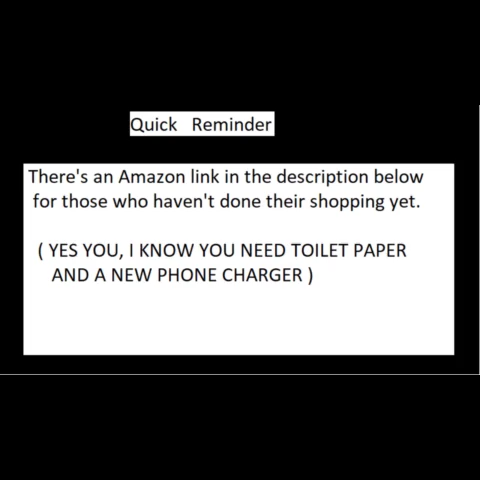 Quick Reminder
There's an Amazon link in the description below
for those who haven't done their shopping yet.
( YES YOU, I KNOW YOU NEED TOILET PAPER
AND A NEW PHONE CHARGER )